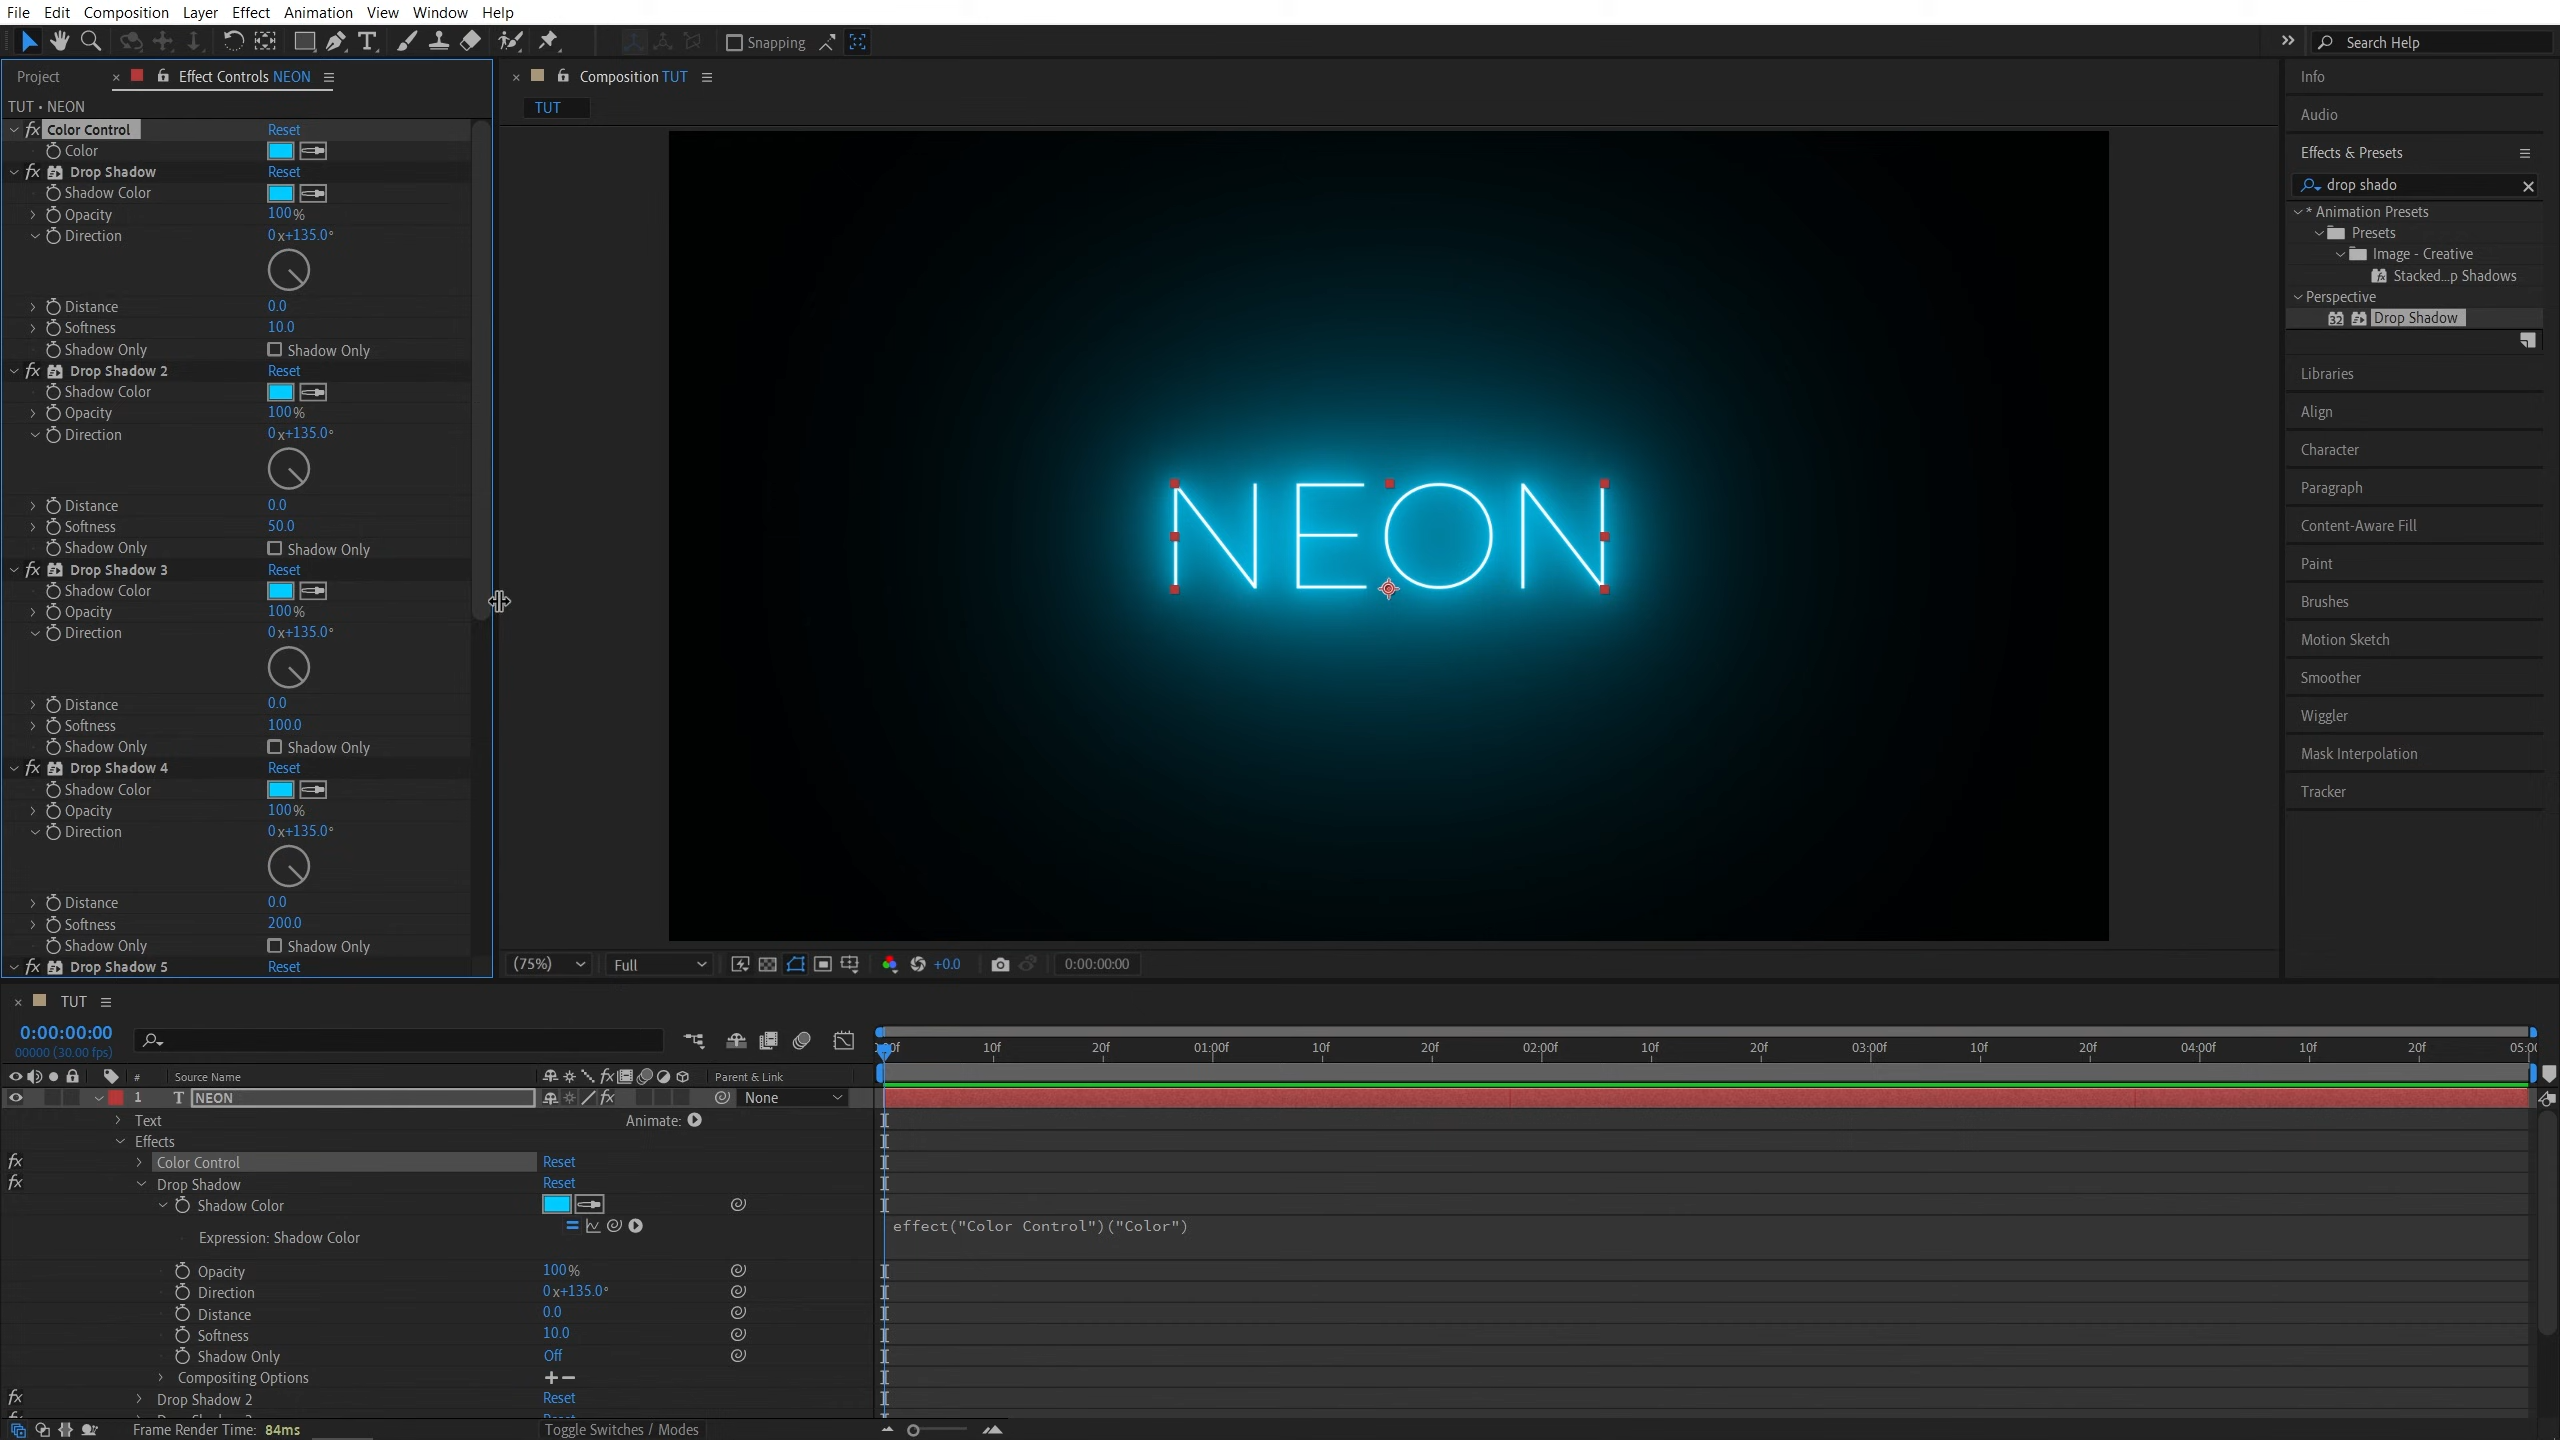 File Edit Composition Layer Effect Animation View Window Help
Snapping
Search Help
Project
Effect Controls NEON
TUT • NEON
Color Control Reset
Color
Drop Shadow Reset
Shadow Color
Opacity 100%
Direction 0x+135.0°
Distance 0.0
Softness 10.0
Shadow Only Shadow Only
Drop Shadow 2 Reset
Shadow Color
Opacity 100%
Direction 0x+135.0°
Distance 0.0
Softness 50.0
Shadow Only Shadow Only
Drop Shadow 3 Reset
Shadow Color
Opacity 100%
Direction 0x+135.0°
Distance 0.0
Softness 100.0
Shadow Only Shadow Only
Drop Shadow 4 Reset
Shadow Color
Opacity 100%
Direction 0x+135.0°
Distance 0.0
Softness 200.0
Shadow Only Shadow Only
Drop Shadow 5 Reset
Composition TUT
TUT
NEON
(75%) Full +0.0 0:00:00:00
Info
Audio
Effects & Presets
drop shado
* Animation Presets
Presets
Image - Creative
Stacked...p Shadows
Perspective
32 Drop Shadow
Libraries
Align
Character
Paragraph
Content-Aware Fill
Paint
Brushes
Motion Sketch
Smoother
Wiggler
Mask Interpolation
Tracker
TUT
0:00:00:00
00000 (30.00 fps)
10f 20f 01:00f 10f 20f 02:00f 10f 20f 03:00f 10f 20f 04:00f 10f 20f
# Source Name Parent & Link
1 T NEON None
Text Animate:
Effects
fx Color Control Reset
fx Drop Shadow Reset
Shadow Color
Expression: Shadow Color
effect("Color Control")("Color")
Opacity 100%
Direction 0x+135.0°
Distance 0.0
Softness 10.0
Shadow Only Off
Compositing Options +−
fx Drop Shadow 2 Reset
Frame Render Time: 84ms
Toggle Switches / Modes